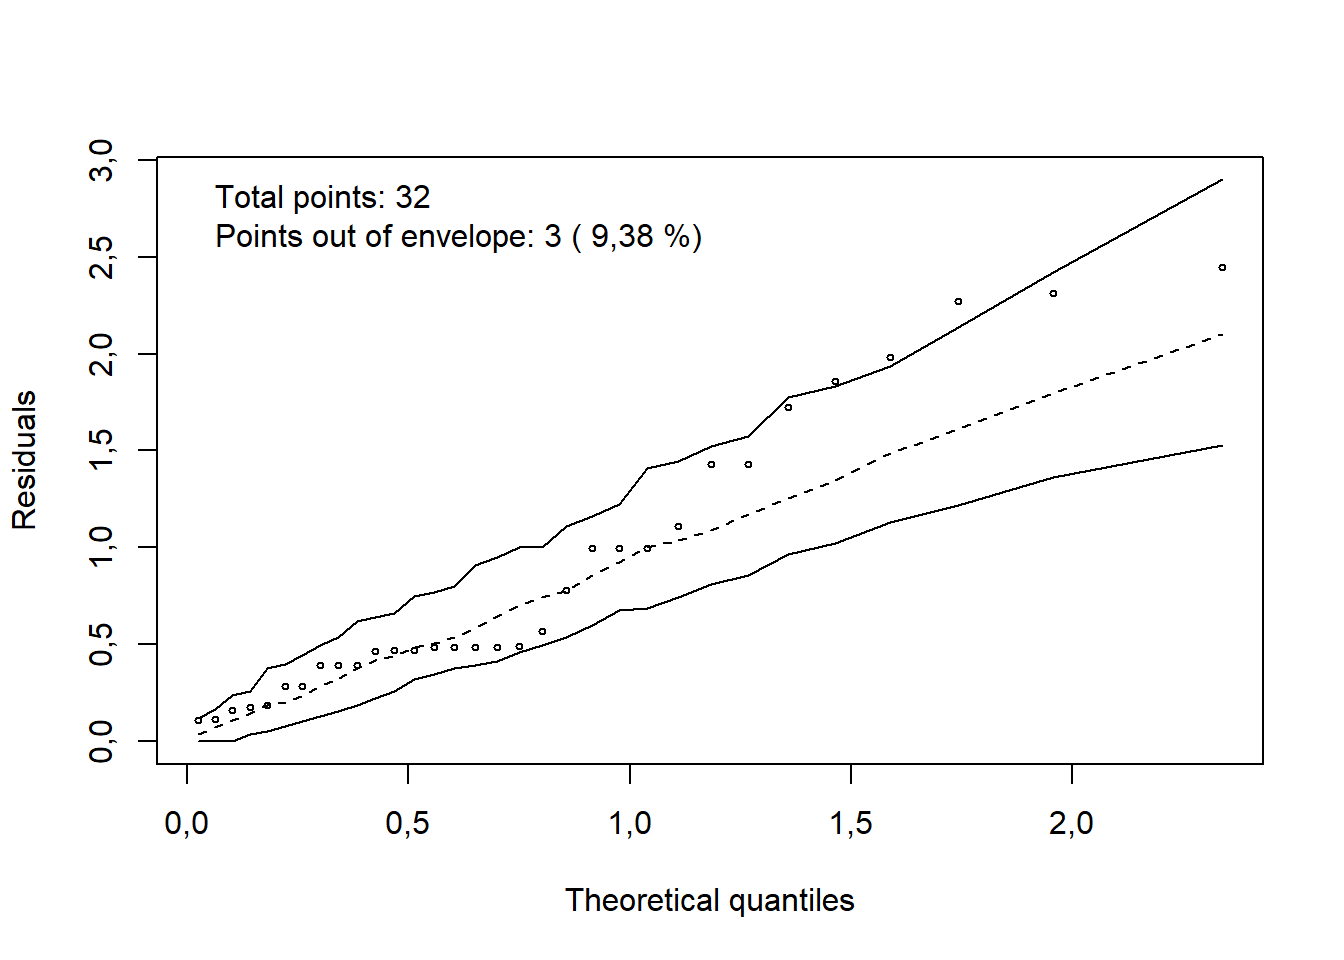 Total points: 32
Points out of envelope: 3 ( 9,38 %)
3,0
2,5
2,0
1,5
1,0
0,5
0,0
Residuals
0,0 0,5 1,0 1,5 2,0
Theoretical quantiles